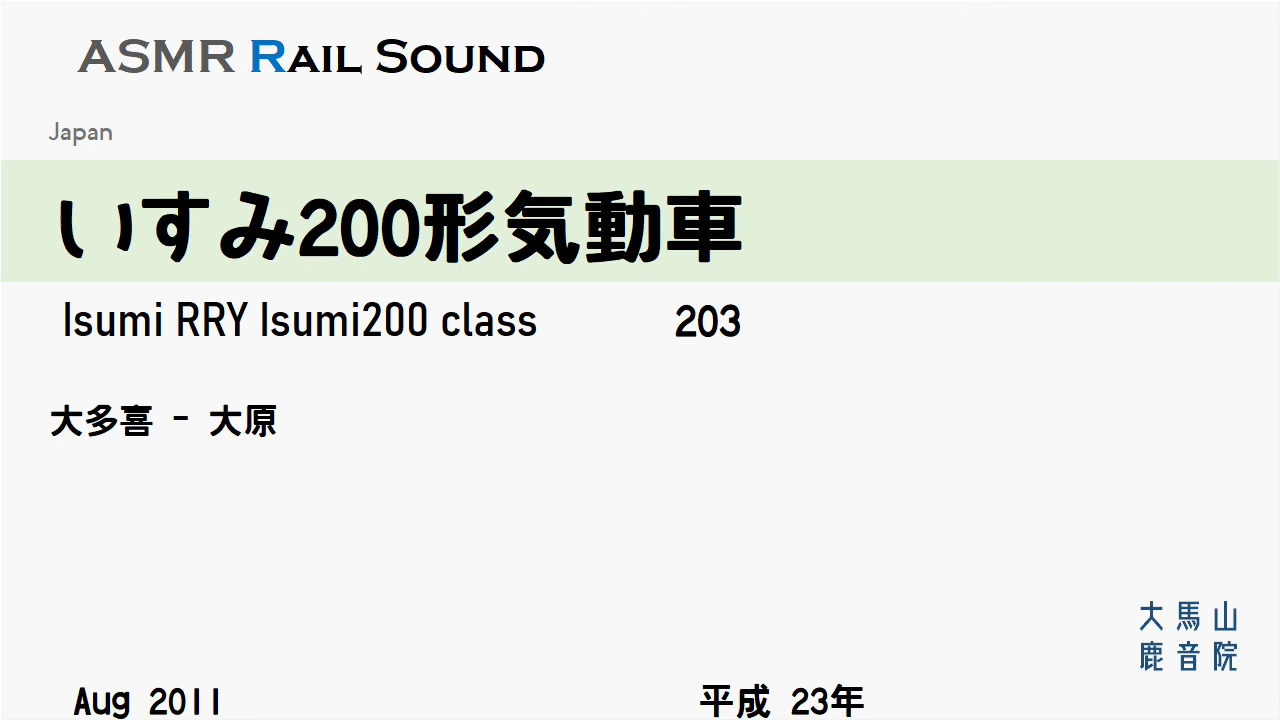 ASMR RAIL SOUND
Japan
いすみ200形気動車
Isumi RRY Isumi200 class 203
大多喜 - 大原
大馬山
鹿音院
Aug 2011 平成 23年